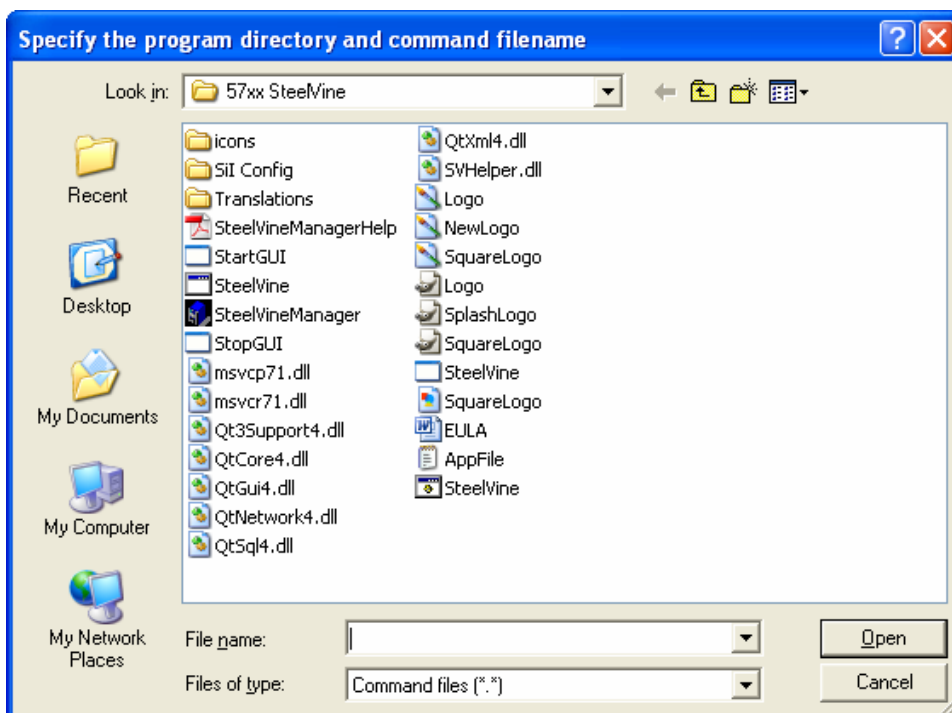 Specify the program directory and command filename
Look in:
57xx SteelVine
Recent
Desktop
My Documents
My Computer
My Network
Places
icons
SiI Config
Translations
SteelVineManagerHelp
StartGUI
SteelVine
SteelVineManager
StopGUI
msvcp71.dll
msvcr71.dll
Qt3Support4.dll
QtCore4.dll
QtGui4.dll
QtNetwork4.dll
QtSql4.dll
QtXml4.dll
SVHelper.dll
Logo
NewLogo
SquareLogo
Logo
SplashLogo
SquareLogo
SteelVine
SquareLogo
EULA
AppFile
SteelVine
File name:
Open
Files of type:
Command files (*.*)
Cancel